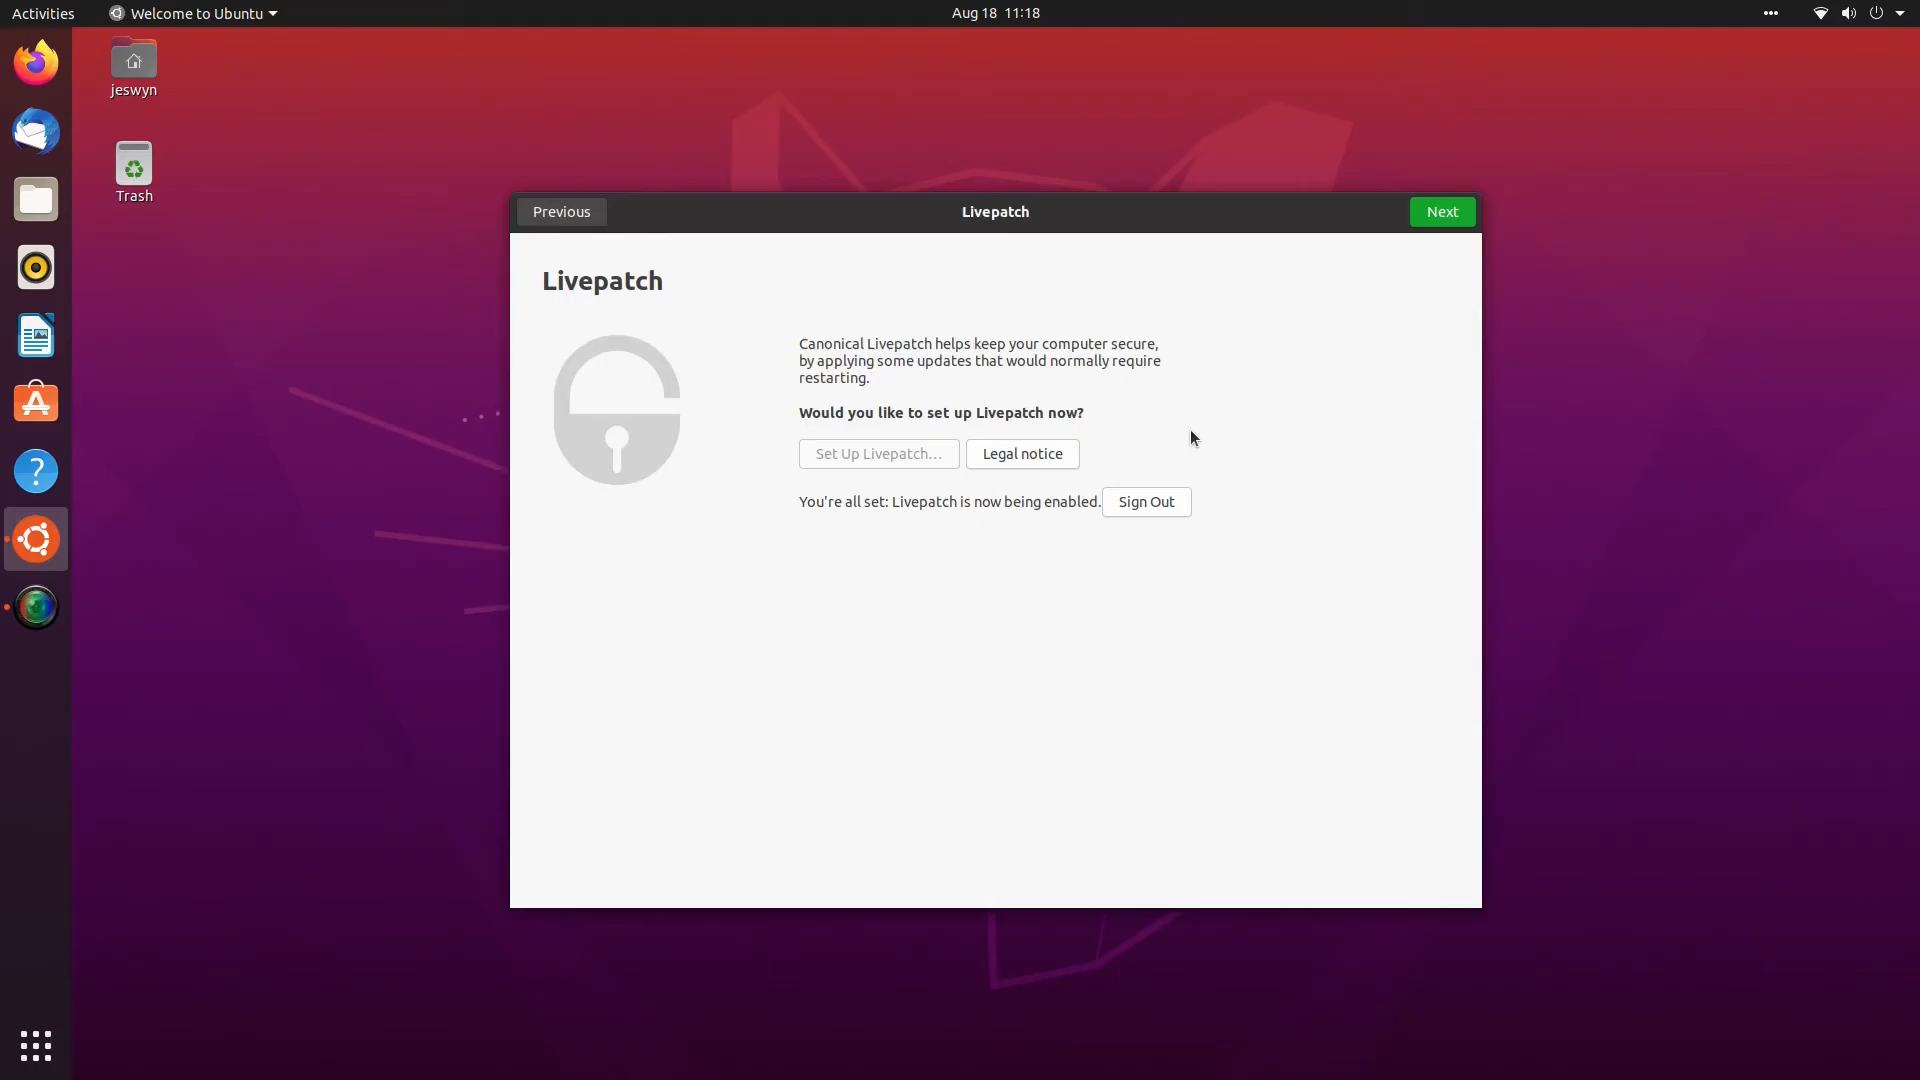 Activities
Welcome to Ubuntu
Aug 18 11:18
jeswyn
Trash
Previous
Livepatch
Next
Livepatch
Canonical Livepatch helps keep your computer secure,
by applying some updates that would normally require
restarting.
Would you like to set up Livepatch now?
Set Up Livepatch...
Legal notice
You're all set: Livepatch is now being enabled.
Sign Out